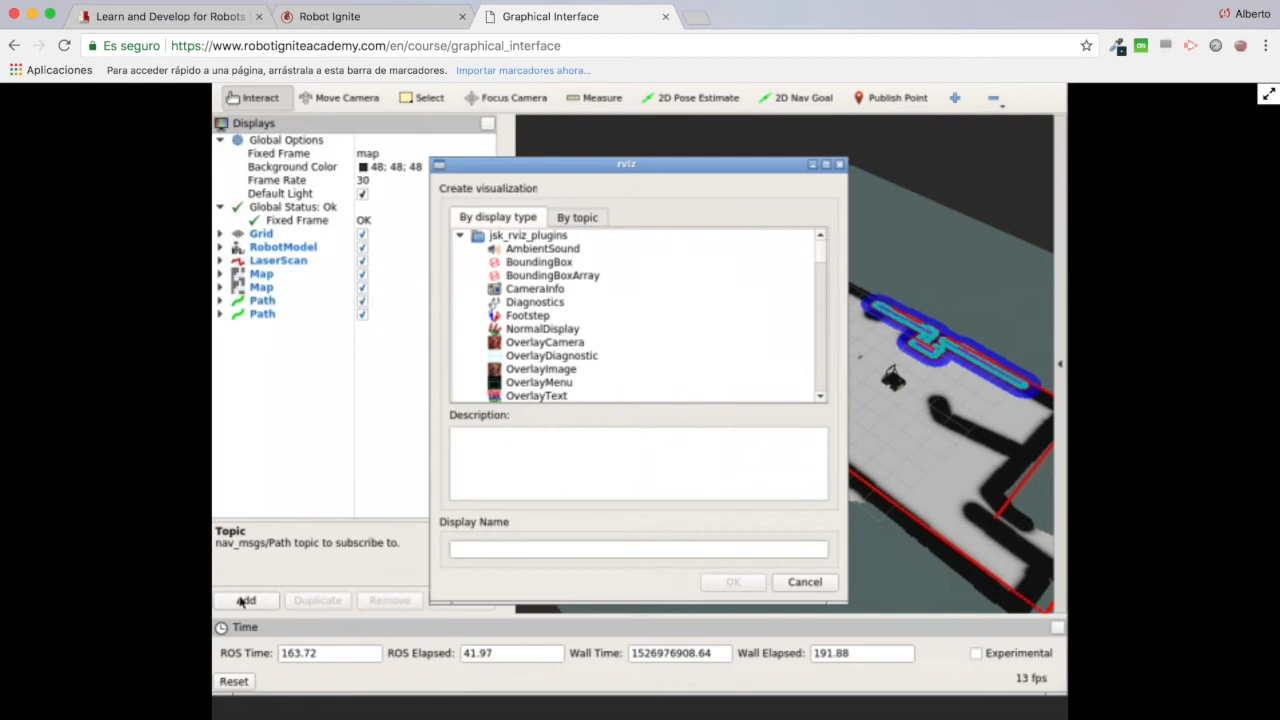 Learn and Develop for Robots
Robot Ignite
Graphical Interface
Alberto
Es seguro
https://www.robotigniteacademy.com/en/course/graphical_interface
ON
Aplicaciones
Para acceder rápido a una página, arrástrala a esta barra de marcadores.
Importar marcadores ahora...
Interact
Move Camera
Select
Focus Camera
Measure
2D Pose Estimate
2D Nav Goal
Publish Point
Displays
Global Options
Fixed Frame map
Background Color 48; 48; 48
Frame Rate 30
Default Light
Global Status: Ok
Fixed Frame OK
Grid
RobotModel
LaserScan
Map
Map
Path
Path
Topic
nav_msgs/Path topic to subscribe to.
Add
Duplicate
Remove
rviz
Create visualization
By display type
By topic
jsk_rviz_plugins
AmbientSound
BoundingBox
BoundingBoxArray
CameraInfo
Diagnostics
Footstep
NormalDisplay
OverlayCamera
OverlayDiagnostic
OverlayImage
OverlayMenu
OverlayText
Description:
Display Name
OK
Cancel
Time
ROS Time: 163.72
ROS Elapsed: 41.97
Wall Time: 1526976908.64
Wall Elapsed: 191.88
Experimental
Reset
13 fps